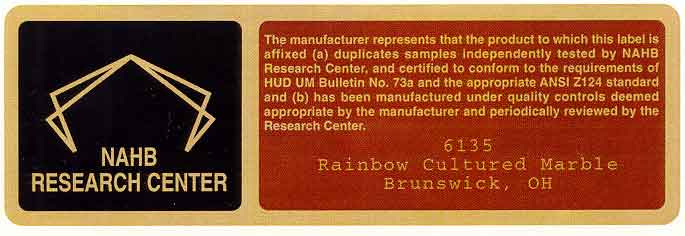 NAHB
RESEARCH CENTER
The manufacturer represents that the product to which this label is
affixed (a) duplicates samples independently tested by NAHB
Research Center, and certified to conform to the requirements of
HUD UM Bulletin No. 73a and the appropriate ANSI Z124 standard
and (b) has been manufactured under quality controls deemed
appropriate by the manufacturer and periodically reviewed by the
Research Center.
6135
Rainbow Cultured Marble
Brunswick, OH